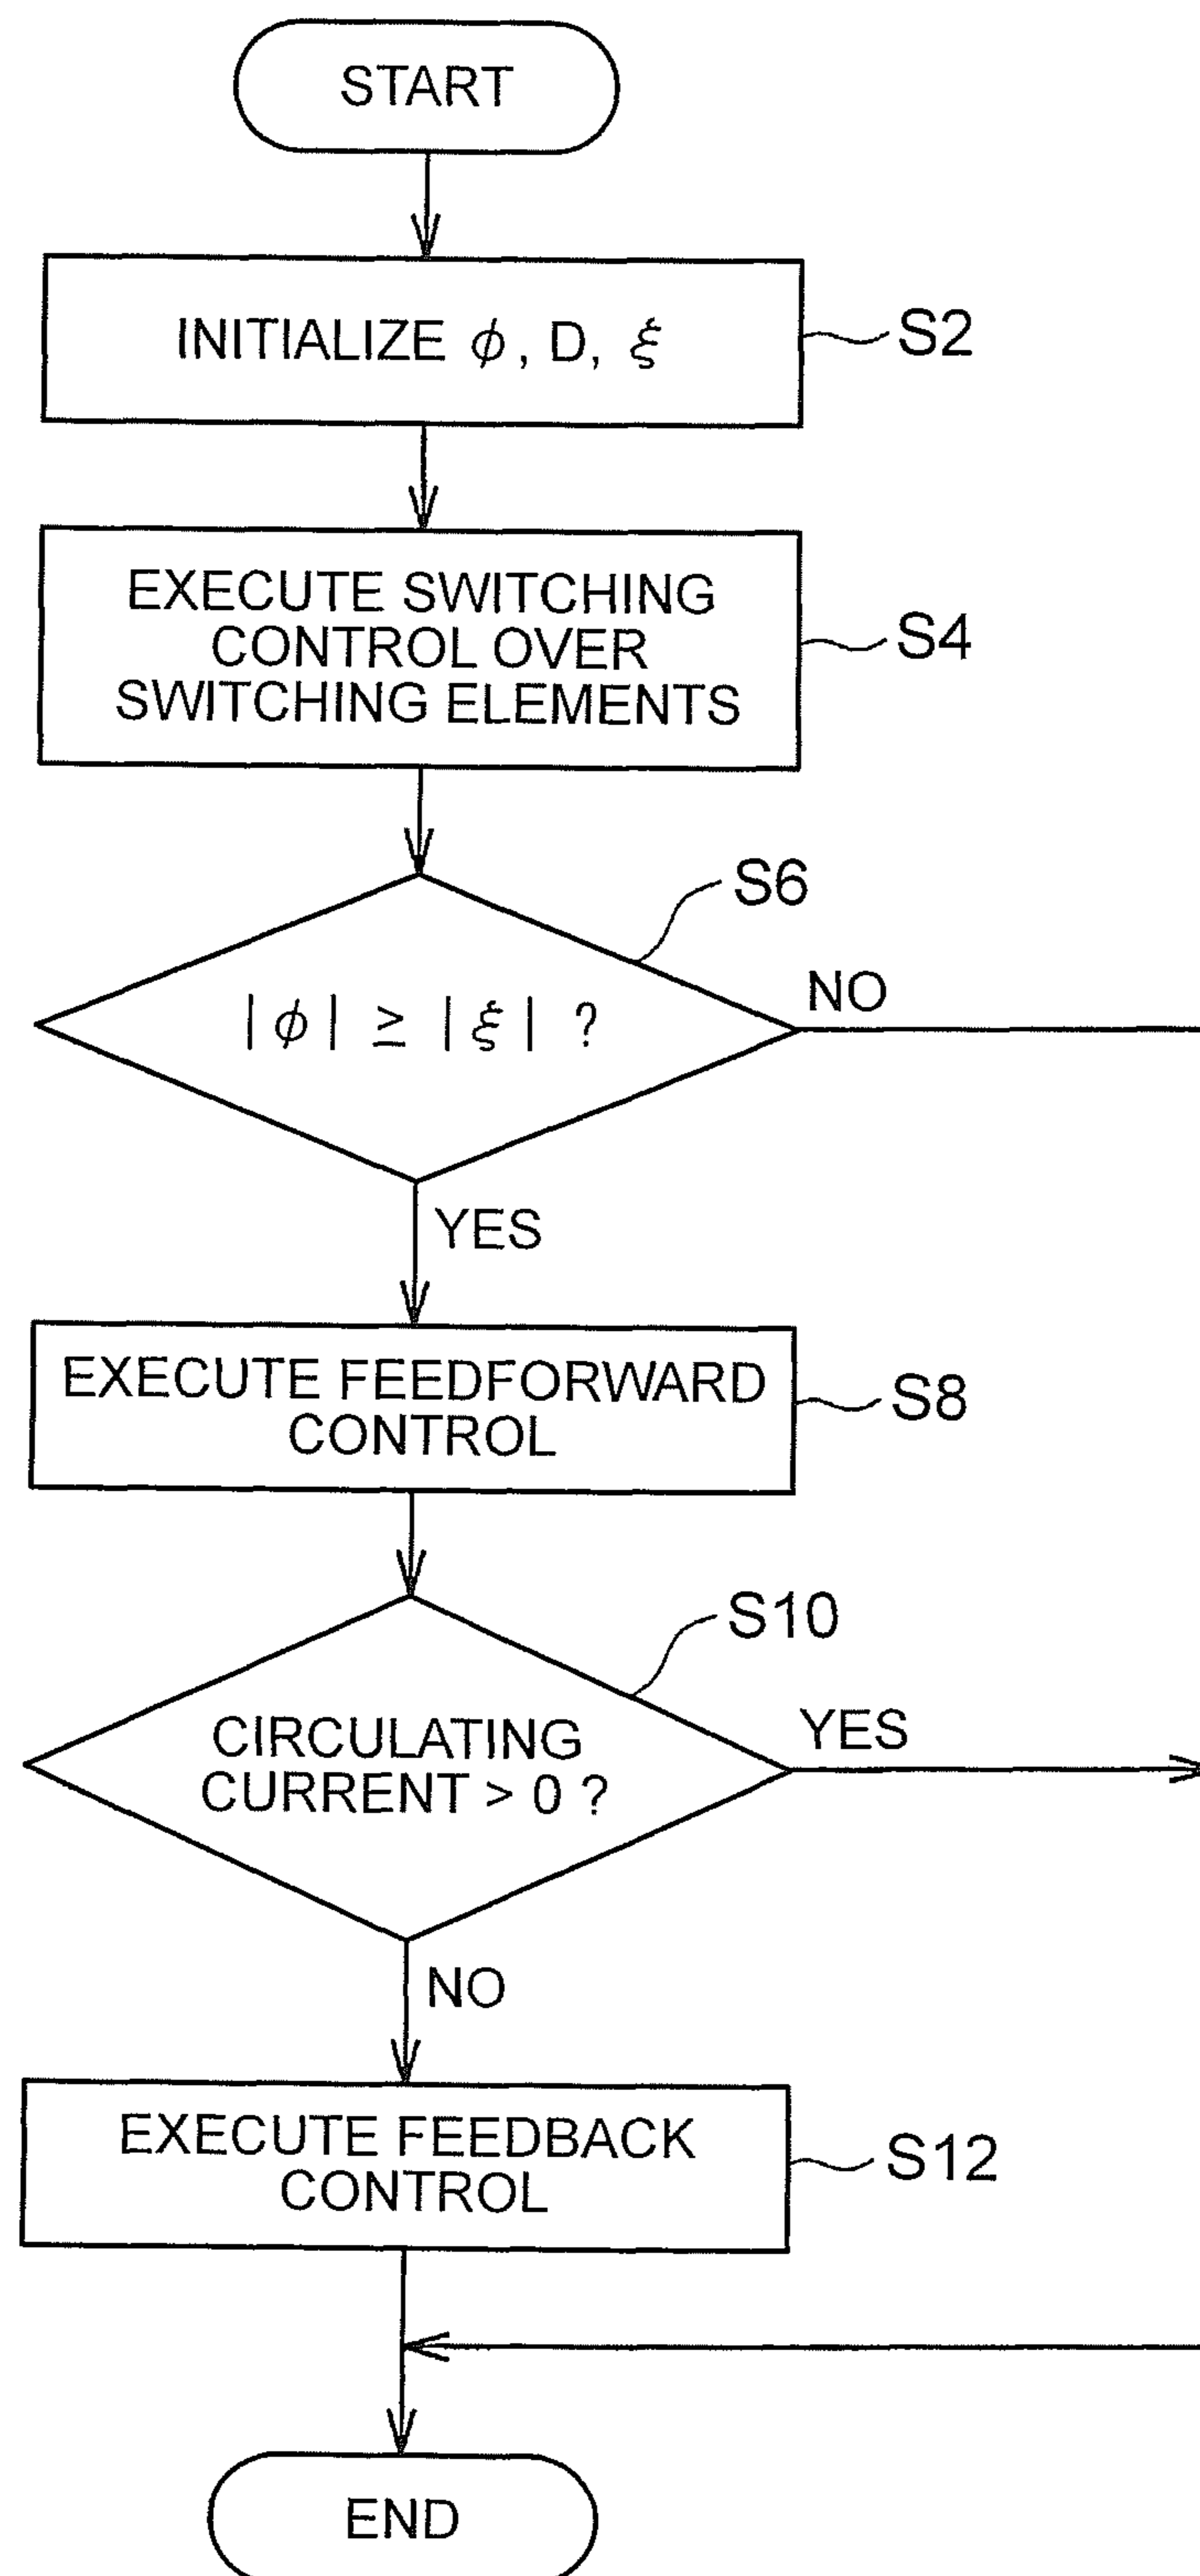 START
INITIALIZE ϕ, D, ξ
S2
EXECUTE SWITCHING
CONTROL OVER
SWITCHING ELEMENTS
S4
S6
|ϕ| ≥ |ξ| ?
NO
YES
EXECUTE FEEDFORWARD
CONTROL
S8
S10
CIRCULATING
CURRENT > 0 ?
YES
NO
EXECUTE FEEDBACK
CONTROL
S12
END